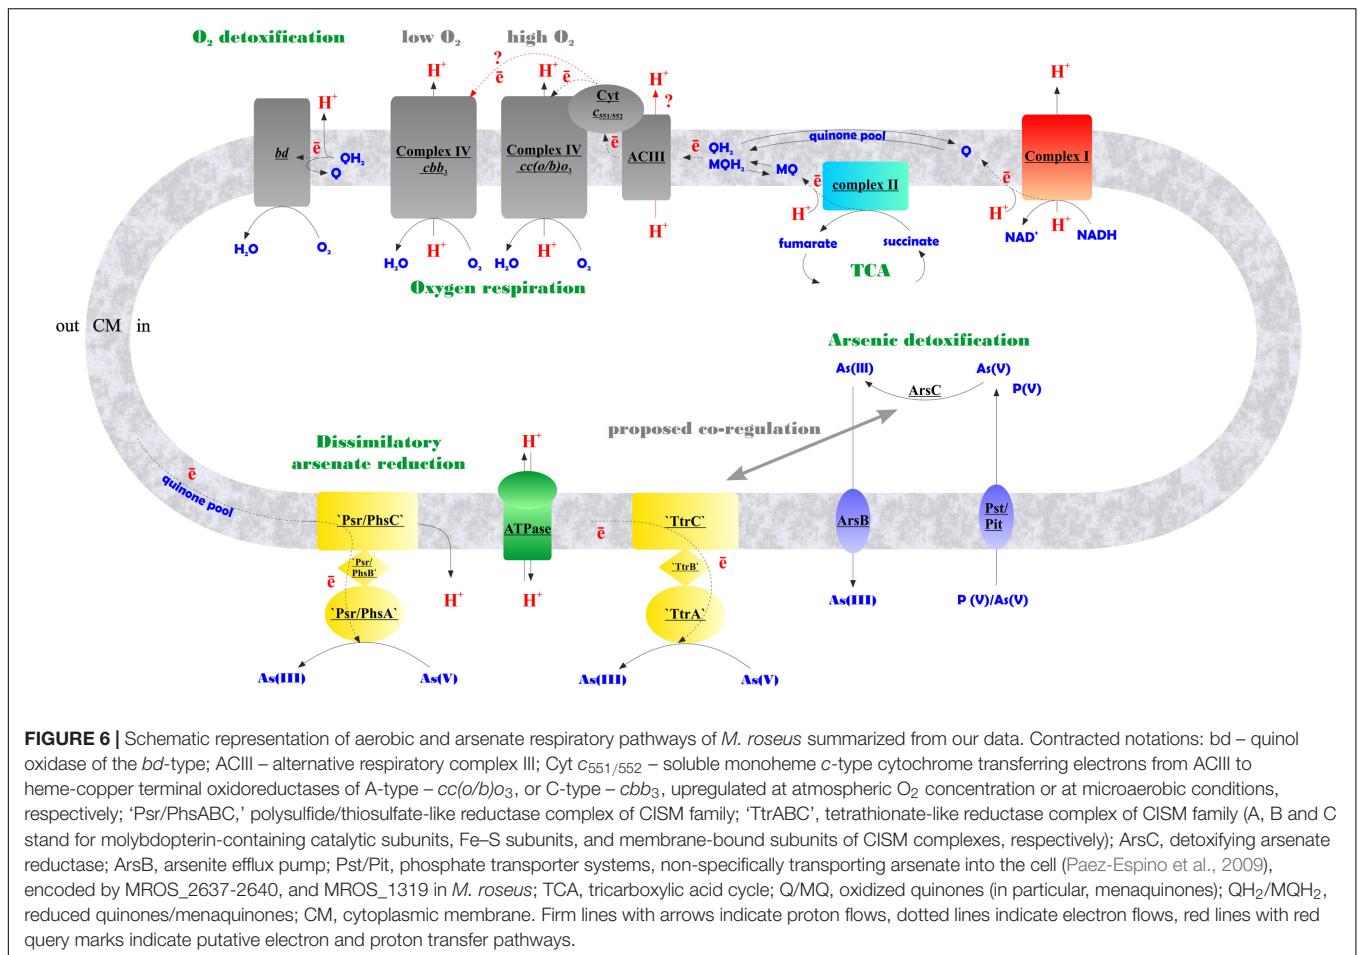 O₂ detoxification
low O₂
high O₂
?
ē
H⁺
H⁺
ē
H⁺
?
H⁺
H⁺
Cyt
c₅₅₁/₅₅₂
bd
ē
QH₂
Q
Complex IV
cbb₃
Complex IV
cc(o/b)o₃
ē
ACIII
ē
QH₂
MQH₂
MQ
quinone pool
Q
Complex I
ē
complex II
ē
H⁺
H⁺
H⁺
H⁺
H₂O
O₂
H₂O
H⁺
O₂
H₂O
H⁺
O₂
fumarate
succinate
NAD⁺
NADH
TCA
Oxygen respiration
out CM in
Arsenic detoxification
As(III)
As(V)
ArsC
P(V)
proposed co-regulation
Dissimilatory
arsenate reduction
H⁺
ē
quinone pool
`Psr/PhsC`
ATPase
ē
`TtrC`
ArsB
Pst/
Pit
`Psr/
PhsB`
ē
`TtrB`
ē
`Psr/PhsA`
H⁺
H⁺
`TtrA`
As(III)
P (V)/As(V)
As(III)
As(V)
As(III)
As(V)
FIGURE 6 | Schematic representation of aerobic and arsenate respiratory pathways of M. roseus summarized from our data. Contracted notations: bd – quinol
oxidase of the bd-type; ACIII – alternative respiratory complex III; Cyt c₅₅₁/₅₅₂ – soluble monoheme c-type cytochrome transferring electrons from ACIII to
heme-copper terminal oxidoreductases of A-type – cc(o/b)o₃, or C-type – cbb₃, upregulated at atmospheric O₂ concentration or at microaerobic conditions,
respectively; ‘Psr/PhsABC,’ polysulfide/thiosulfate-like reductase complex of CISM family; ‘TtrABC’, tetrathionate-like reductase complex of CISM family (A, B and C
stand for molybdopterin-containing catalytic subunits, Fe–S subunits, and membrane-bound subunits of CISM complexes, respectively); ArsC, detoxifying arsenate
reductase; ArsB, arsenite efflux pump; Pst/Pit, phosphate transporter systems, non-specifically transporting arsenate into the cell (Paez-Espino et al., 2009),
encoded by MROS_2637-2640, and MROS_1319 in M. roseus; TCA, tricarboxylic acid cycle; Q/MQ, oxidized quinones (in particular, menaquinones); QH₂/MQH₂,
reduced quinones/menaquinones; CM, cytoplasmic membrane. Firm lines with arrows indicate proton flows, dotted lines indicate electron flows, red lines with red
query marks indicate putative electron and proton transfer pathways.